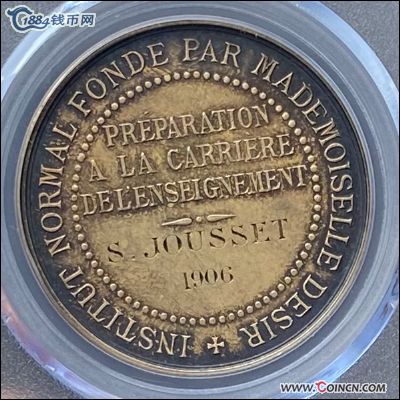 1884钱币网
INSTITUT NORMAL FONDE PAR MADEMOISELLE DESIR
PRÉPARATION
A LA CARRIERE
DE L'ENSEIGNEMENT
S. JOUSSET
1906
www.COINCN.com